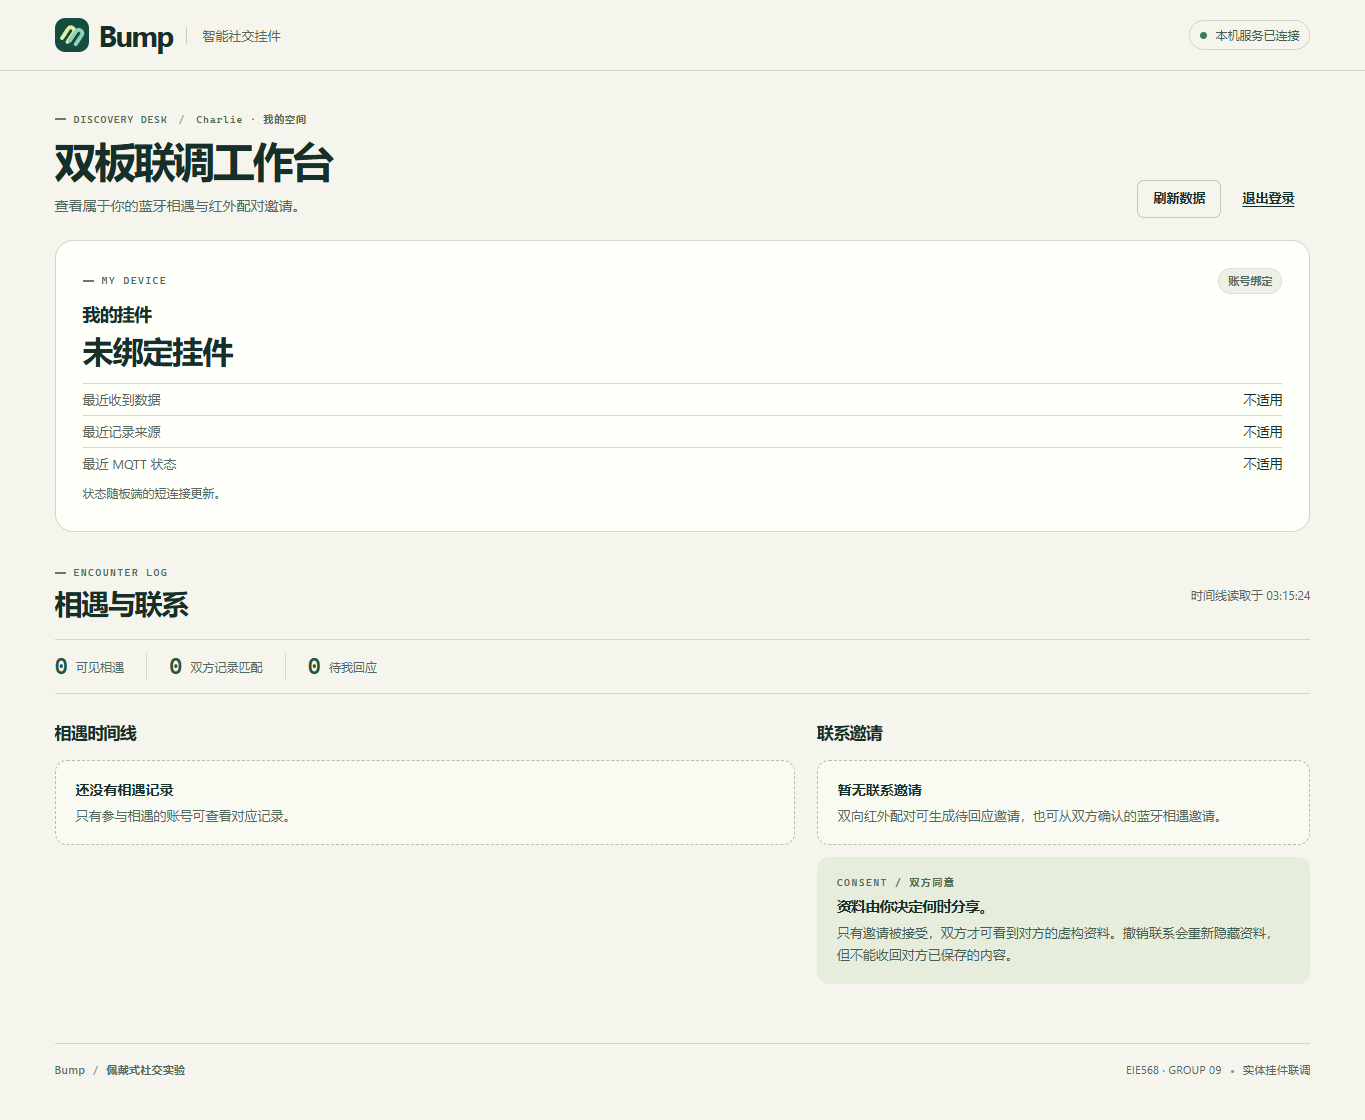 Bump
智能社交挂件
本机服务已连接
DISCOVERY DESK / Charlie · 我的空间
双板联调工作台
查看属于你的蓝牙相遇与红外配对邀请。
刷新数据
退出登录
MY DEVICE
账号绑定
我的挂件
未绑定挂件
最近收到数据 不适用
最近记录来源 不适用
最近 MQTT 状态 不适用
状态随板端的短连接更新。
ENCOUNTER LOG
相遇与联系
时间线读取于 03:15:24
0 可见相遇
0 双方记录匹配
0 待我回应
相遇时间线
还没有相遇记录
只有参与相遇的账号可查看对应记录。
联系邀请
暂无联系邀请
双向红外配对可生成待回应邀请，也可从双方确认的蓝牙相遇邀请。
CONSENT / 双方同意
资料由你决定何时分享。
只有邀请被接受，双方才可看到对方的虚构资料。撤销联系会重新隐藏资料，
但不能收回对方已保存的内容。
Bump / 佩戴式社交实验
EIE568 · GROUP 09 • 实体挂件联调